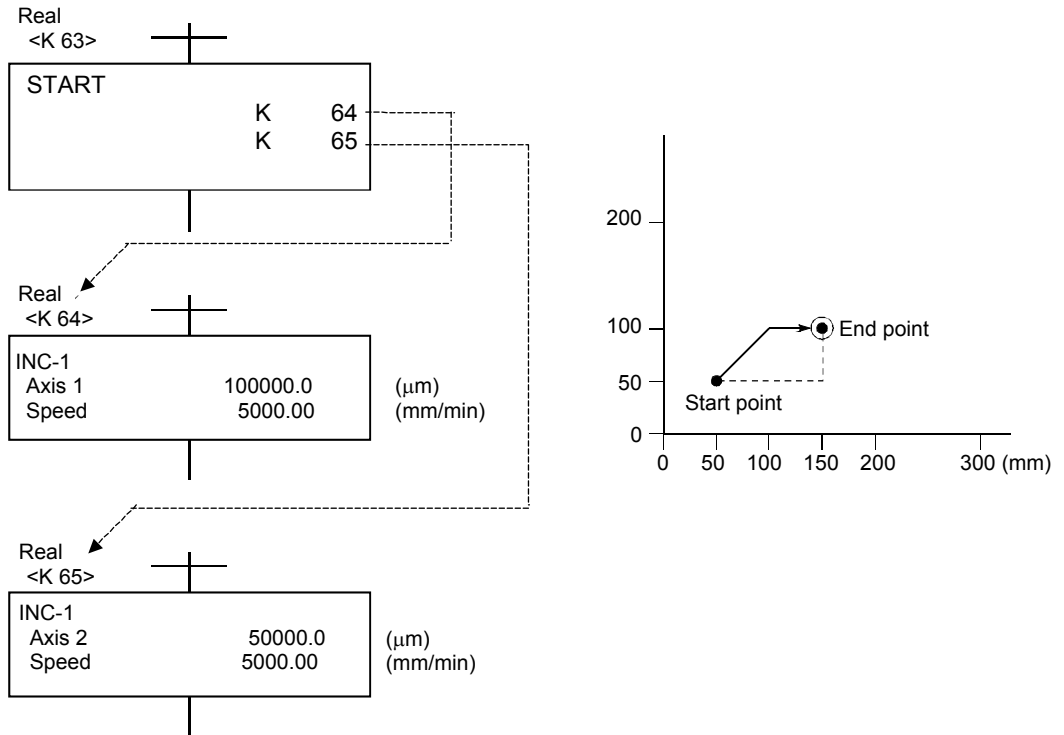 Real
<K 63>
START
K 64
K 65
Real
<K 64>
INC-1
Axis 1 100000.0 (μm)
Speed 5000.00 (mm/min)
Real
<K 65>
INC-1
Axis 2 50000.0 (μm)
Speed 5000.00 (mm/min)
200
100
50
0
End point
Start point
0 50 100 150 200 300 (mm)